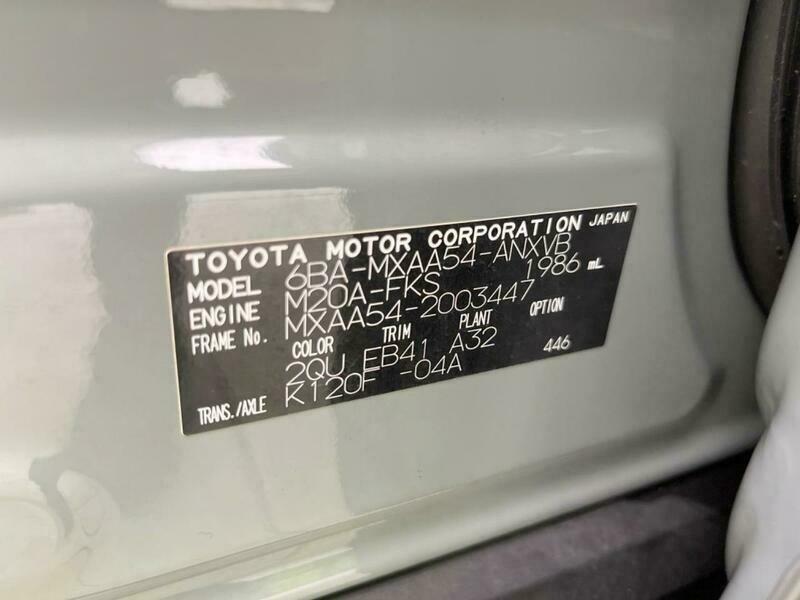 TOYOTA MOTOR CORPORATION JAPAN
MODEL 6BA-MXAA54-ANXVB
ENGINE M20A-FKS 1986 mL
FRAME No. MXAA54-2003447
COLOR TRIM PLANT OPTION
2QU EB41 A32 446
TRANS./AXLE K120F -04A